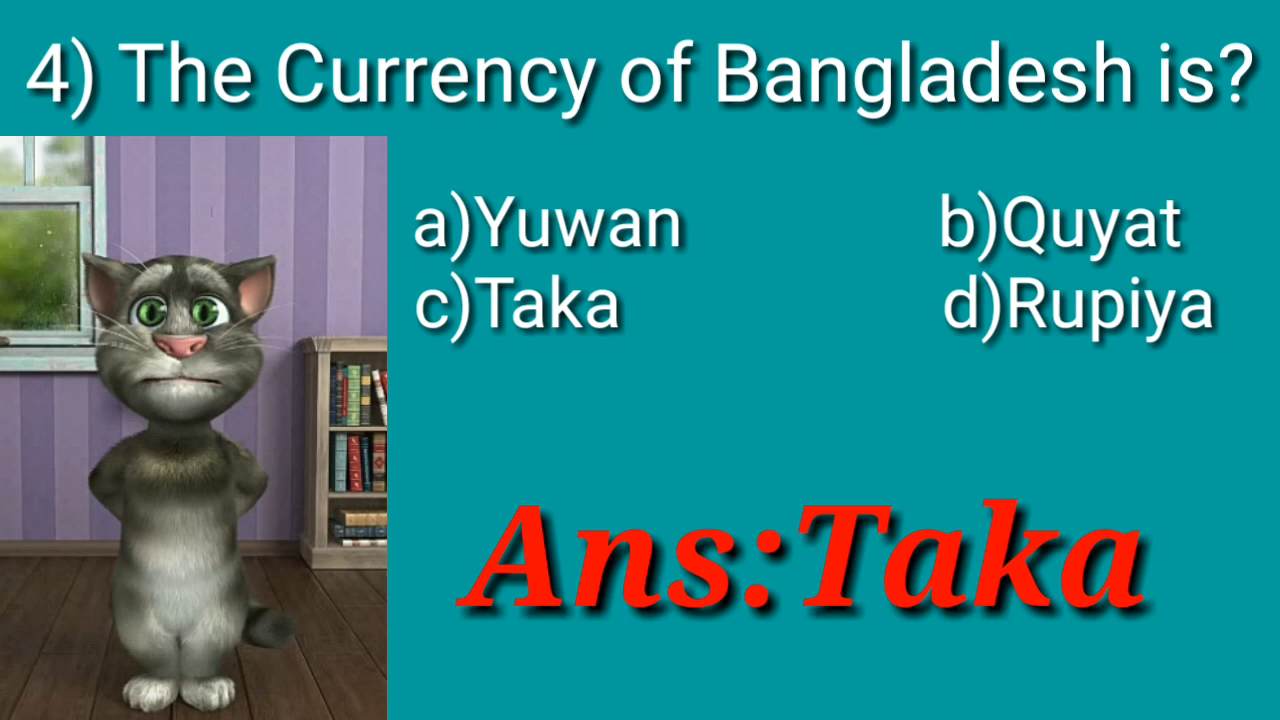 4) The Currency of Bangladesh is?
a)Yuwan b)Quyat
c)Taka d)Rupiya
Ans:Taka